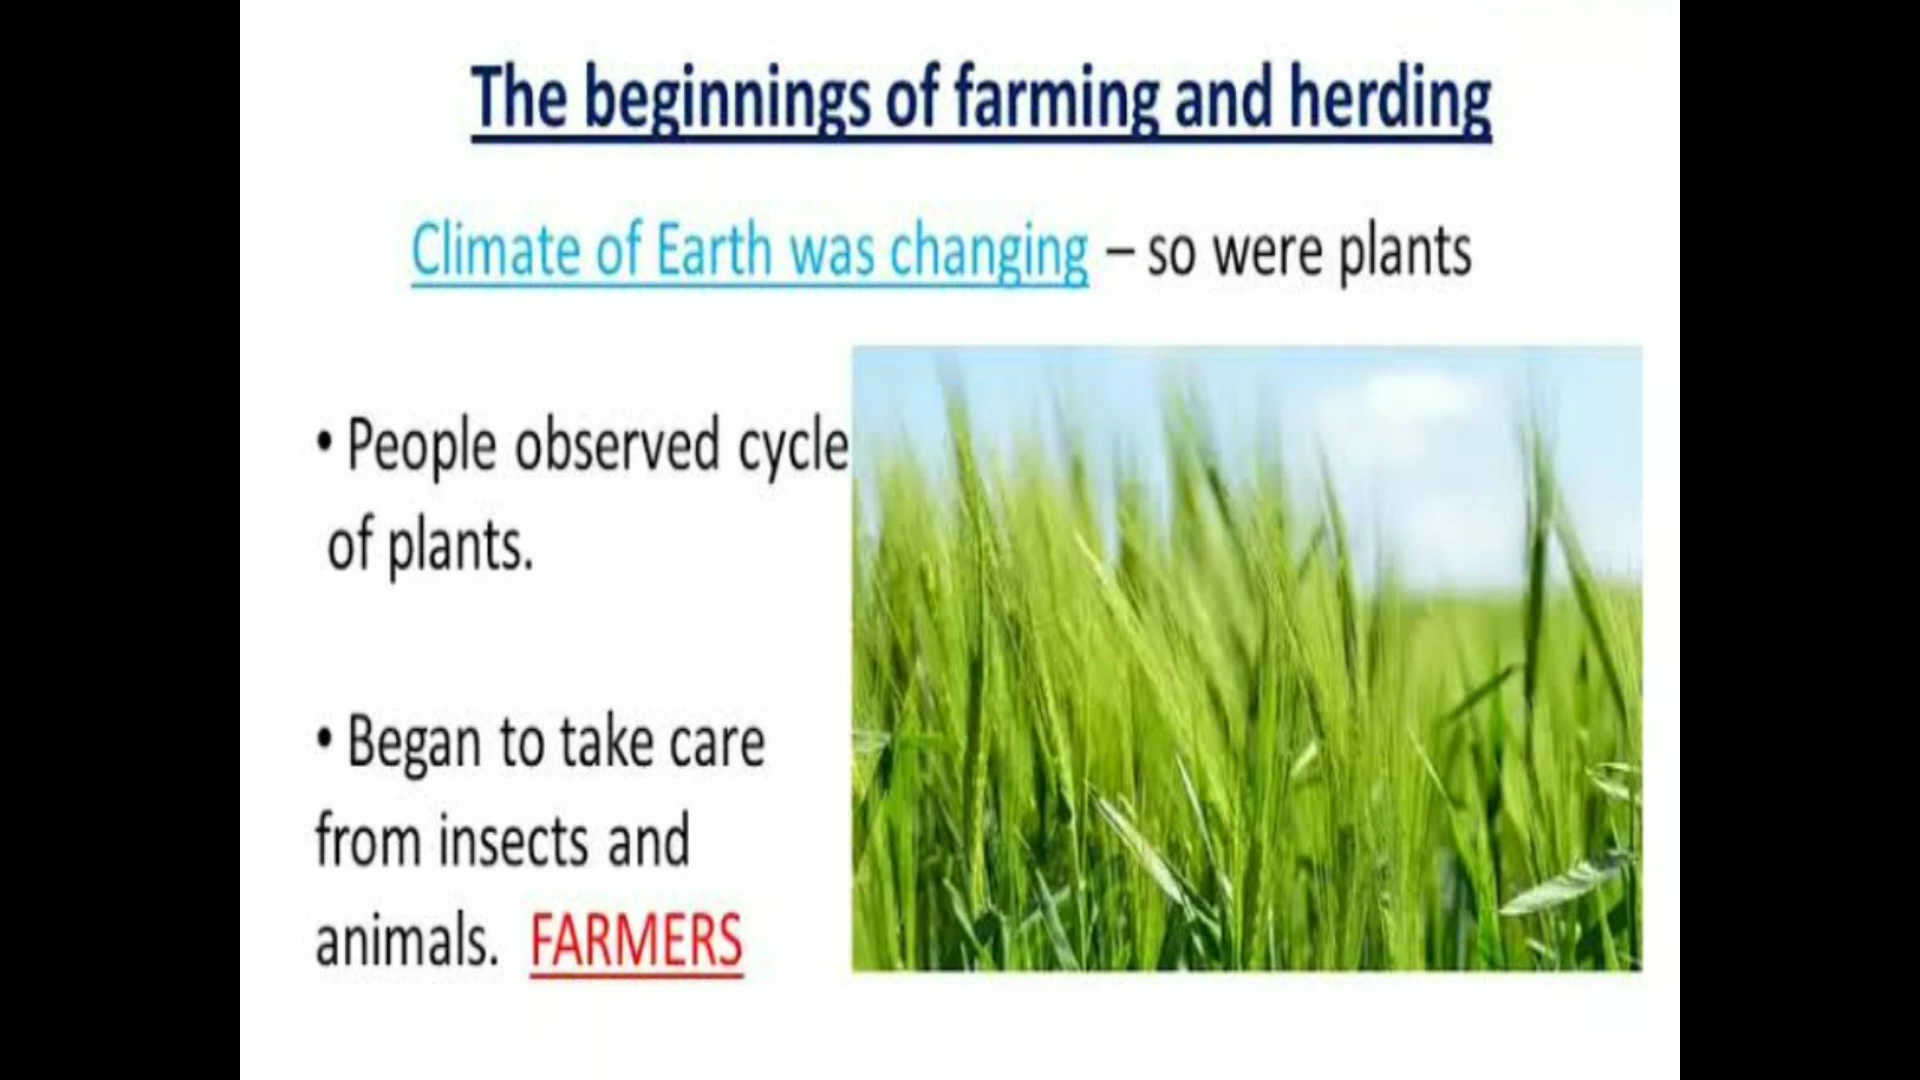 The beginnings of farming and herding
Climate of Earth was changing – so were plants
• People observed cycle
of plants.
• Began to take care
from insects and
animals. FARMERS